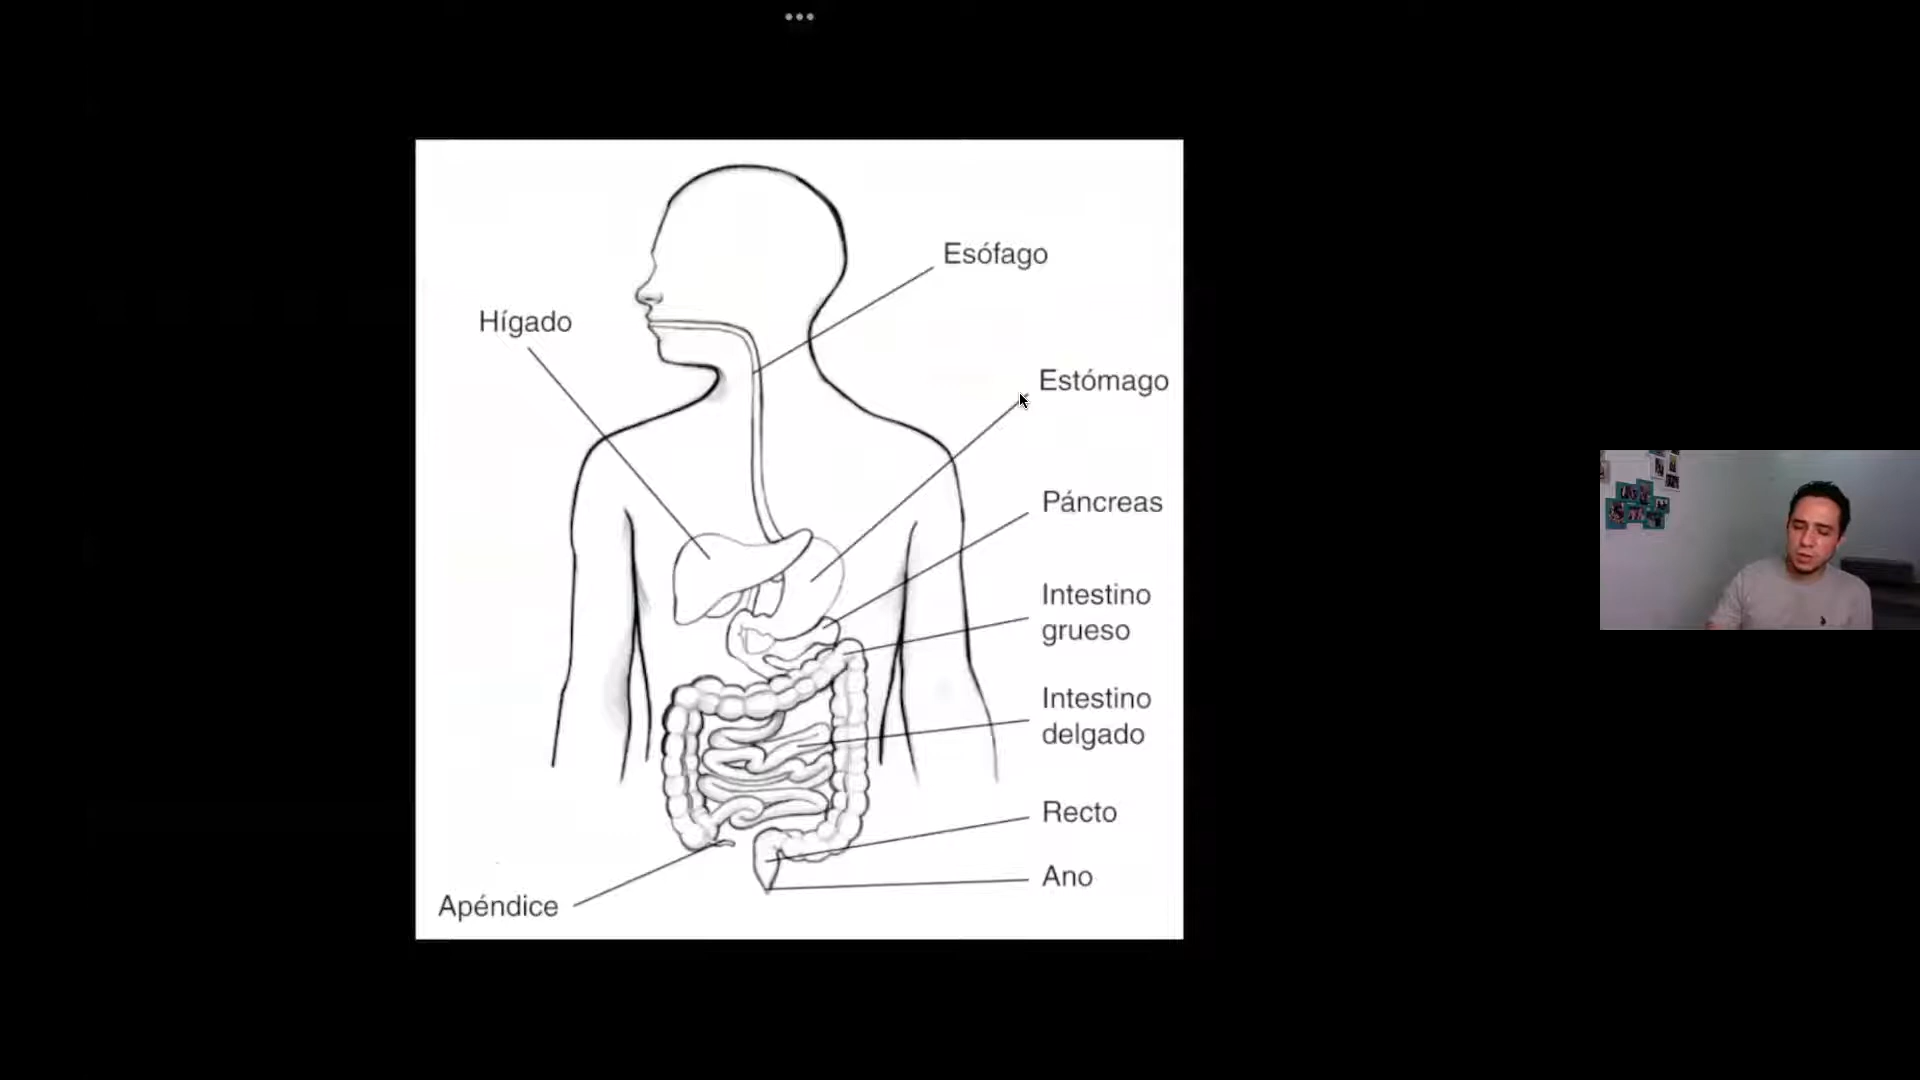 Esófago
Hígado
Estómago
Páncreas
Intestino
grueso
Intestino
delgado
Recto
Ano
Apéndice